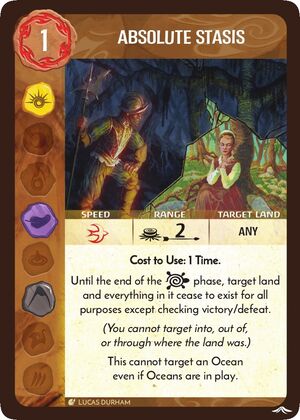 1
ABSOLUTE STASIS
SPEED RANGE TARGET LAND
2 ANY
Cost to Use: 1 Time.
Until the end of the phase, target land
and everything in it cease to exist for all
purposes except checking victory/defeat.
(You cannot target into, out of,
or through where the land was.)
This cannot target an Ocean
even if Oceans are in play.
LUCAS DURHAM